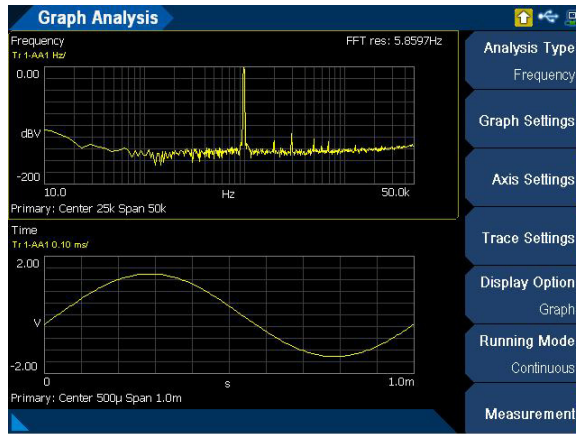 Graph Analysis
Frequency
FFT res: 5.8597Hz
Tr 1-AA1 Hz/
0.00
dBV
-200
10.0
Hz
50.0k
Primary: Center 25k Span 50k
Time
Tr 1-AA1 0.10 ms/
2.00
V
-2.00
0
s
1.0m
Primary: Center 500µ Span 1.0m
Analysis Type
Frequency
Graph Settings
Axis Settings
Trace Settings
Display Option
Graph
Running Mode
Continuous
Measurement